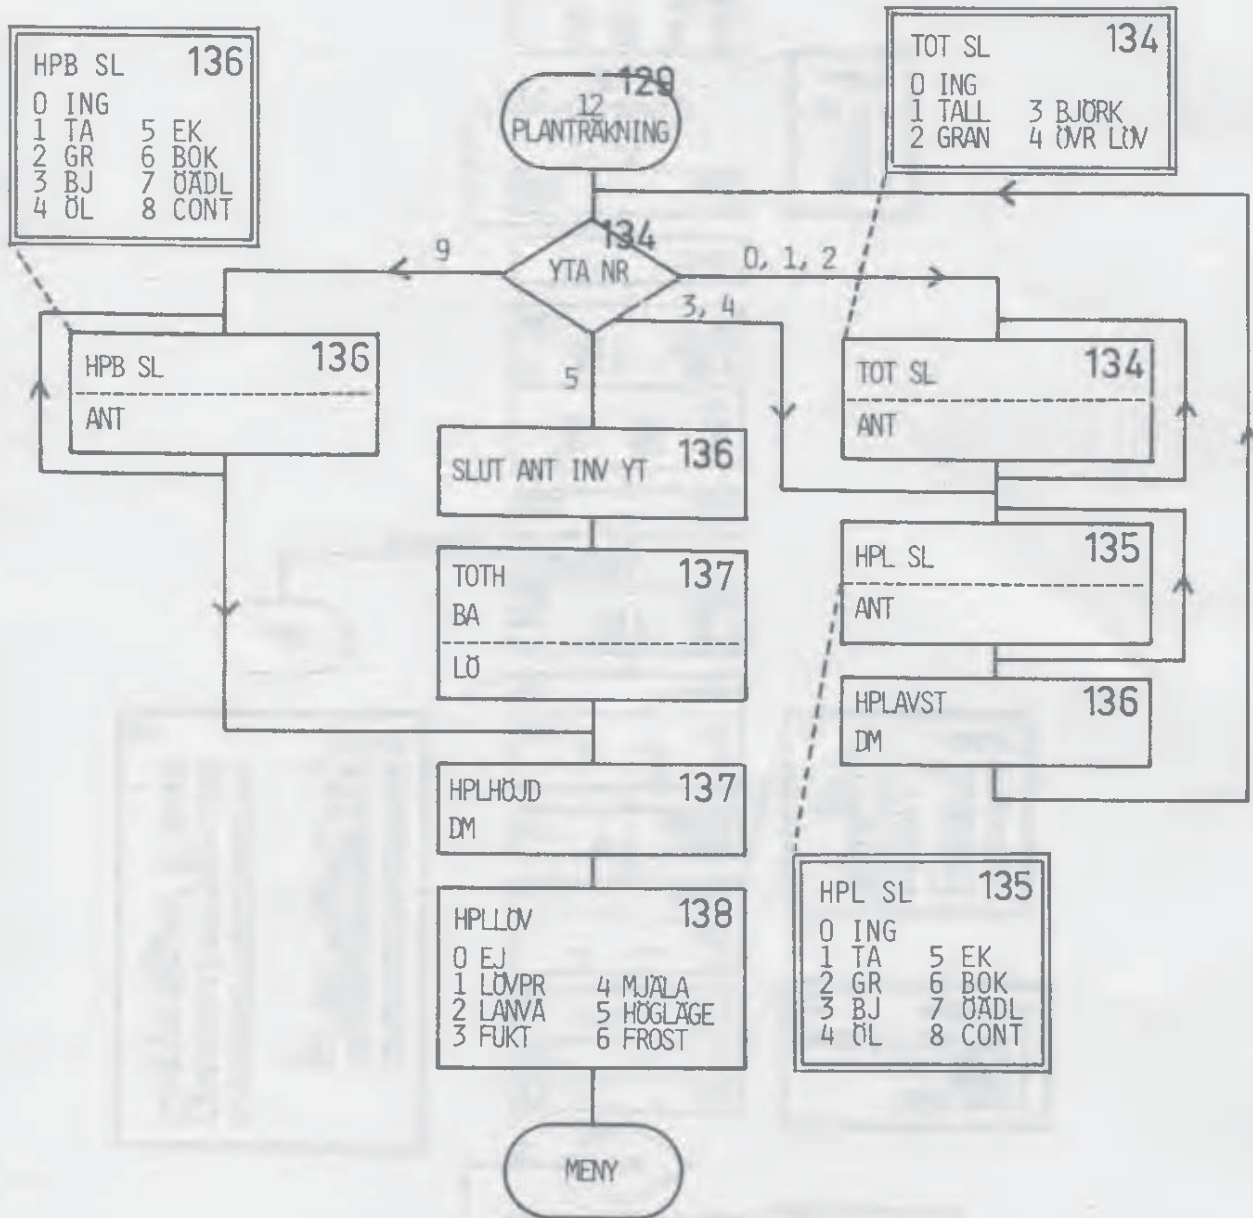 HPB SL 136
0 ING
1 TA 5 EK
2 GR 6 BOK
3 BJ 7 ÖÄDL
4 ÖL 8 CONT
TOT SL 134
0 ING
1 TALL 3 BJÖRK
2 GRAN 4 ÖVR LÖV
129
12
PLANTRÄKNING
134
YTA NR
9
0, 1, 2
3, 4
5
HPB SL 136
ANT
TOT SL 134
ANT
SLUT ANT INV YT 136
HPL SL 135
ANT
TOTH 137
BA
LÖ
HPLAVST 136
DM
HPLHÖJD 137
DM
HPLLÖV 138
0 EJ
1 LÖVPR 4 MJÄLA
2 LANVA 5 HÖGLÄGE
3 FUKT 6 FROST
HPL SL 135
0 ING
1 TA 5 EK
2 GR 6 BOK
3 BJ 7 ÖÄDL
4 ÖL 8 CONT
MENY